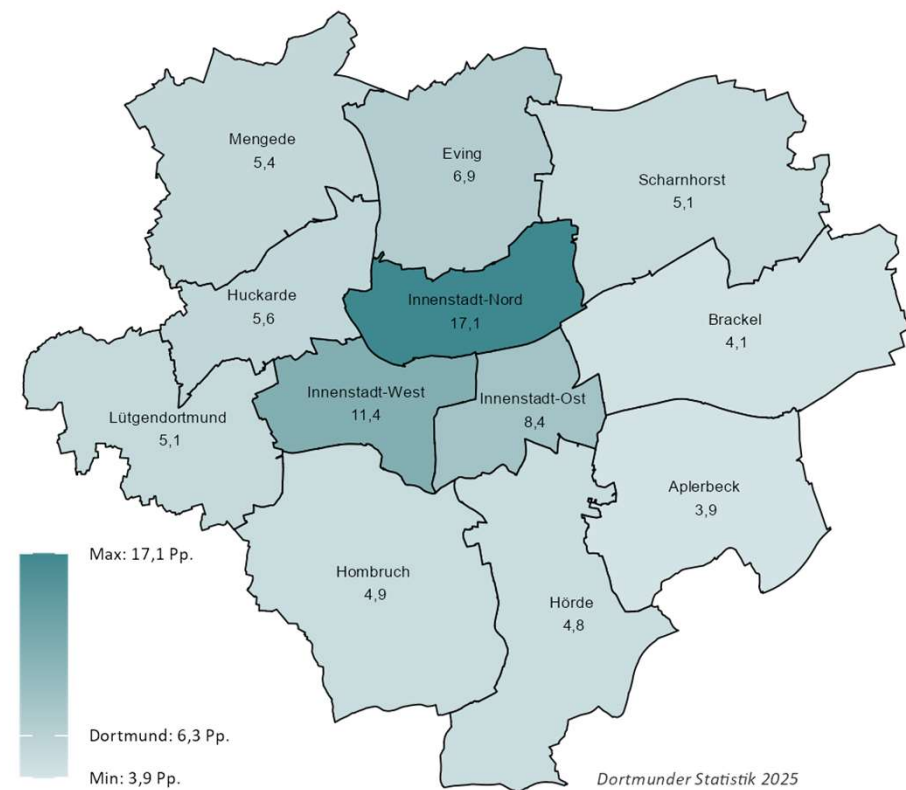 Mengede
5,4
Eving
6,9
Scharnhorst
5,1
Huckarde
5,6
Innenstadt-Nord
17,1
Brackel
4,1
Lütgendortmund
5,1
Innenstadt-West
11,4
Innenstadt-Ost
8,4
Aplerbeck
3,9
Hombruch
4,9
Hörde
4,8
Max: 17,1 Pp.
Dortmund: 6,3 Pp.
Min: 3,9 Pp.
Dortmunder Statistik 2025